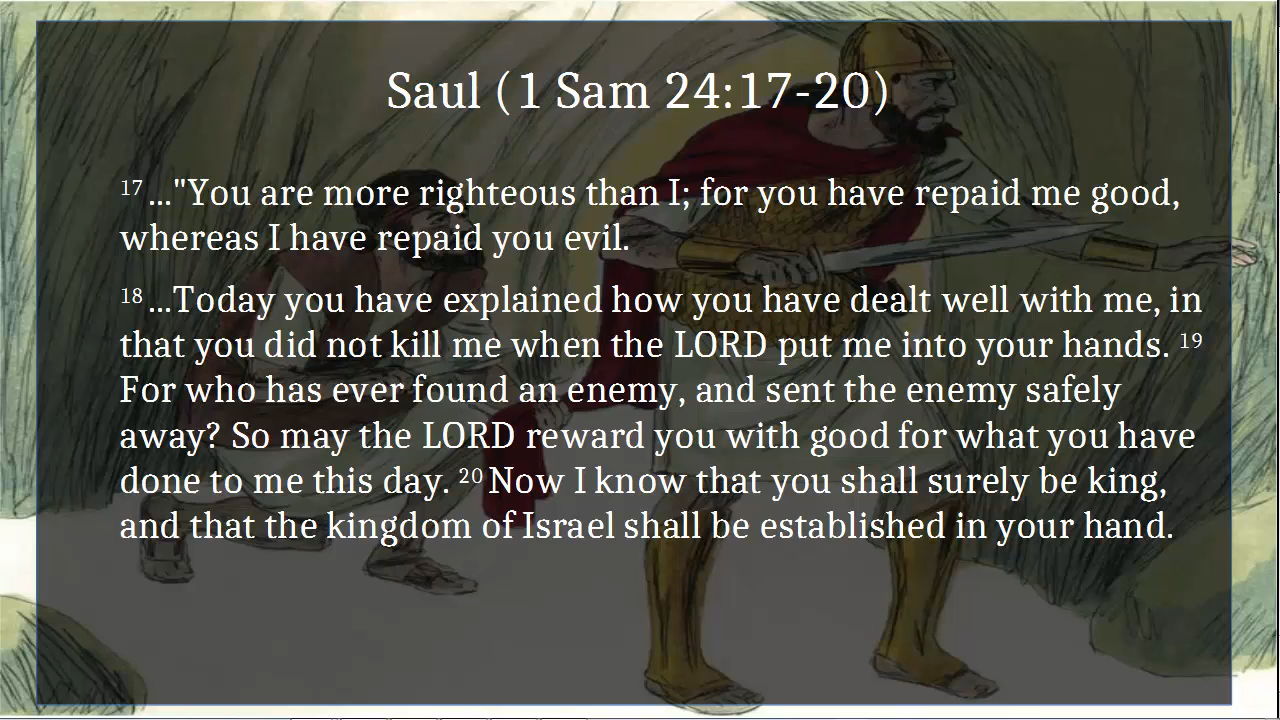 Saul (1 Sam 24:17-20)
17 ..."You are more righteous than I; for you have repaid me good,
whereas I have repaid you evil.
18 ...Today you have explained how you have dealt well with me, in
that you did not kill me when the LORD put me into your hands. 19
For who has ever found an enemy, and sent the enemy safely
away? So may the LORD reward you with good for what you have
done to me this day. 20 Now I know that you shall surely be king,
and that the kingdom of Israel shall be established in your hand.